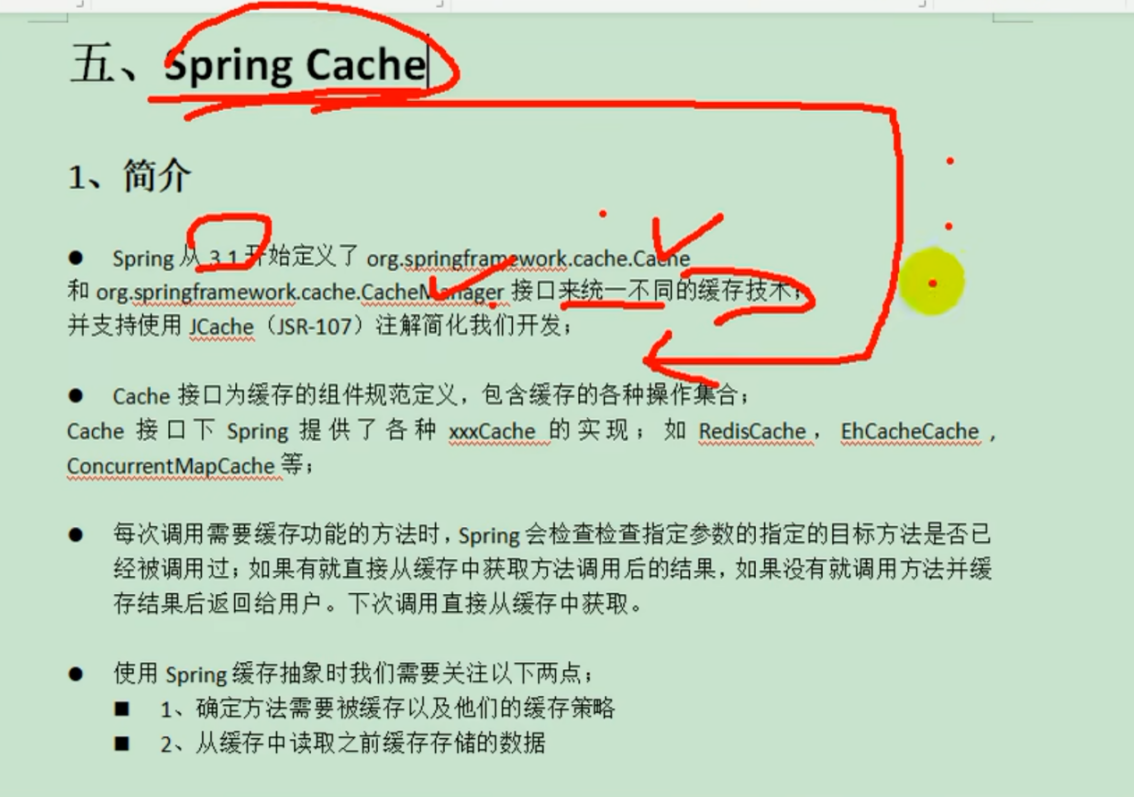 五、Spring Cache
1、简介
● Spring 从 3.1 开始定义了 org.springframework.cache.Cache
和 org.springframework.cache.CacheManager 接口来统一不同的缓存技术；
并支持使用 JCache（JSR-107）注解简化我们开发；
● Cache 接口为缓存的组件规范定义，包含缓存的各种操作集合；
Cache 接口下 Spring 提供了各种 xxxCache 的实现；如 RedisCache，EhCacheCache ,
ConcurrentMapCache 等；
● 每次调用需要缓存功能的方法时，Spring 会检查检查指定参数的指定的目标方法是否已
经被调用过；如果有就直接从缓存中获取方法调用后的结果，如果没有就调用方法并缓
存结果后返回给用户。下次调用直接从缓存中获取。
● 使用 Spring 缓存抽象时我们需要关注以下两点；
■ 1、确定方法需要被缓存以及他们的缓存策略
■ 2、从缓存中读取之前缓存存储的数据